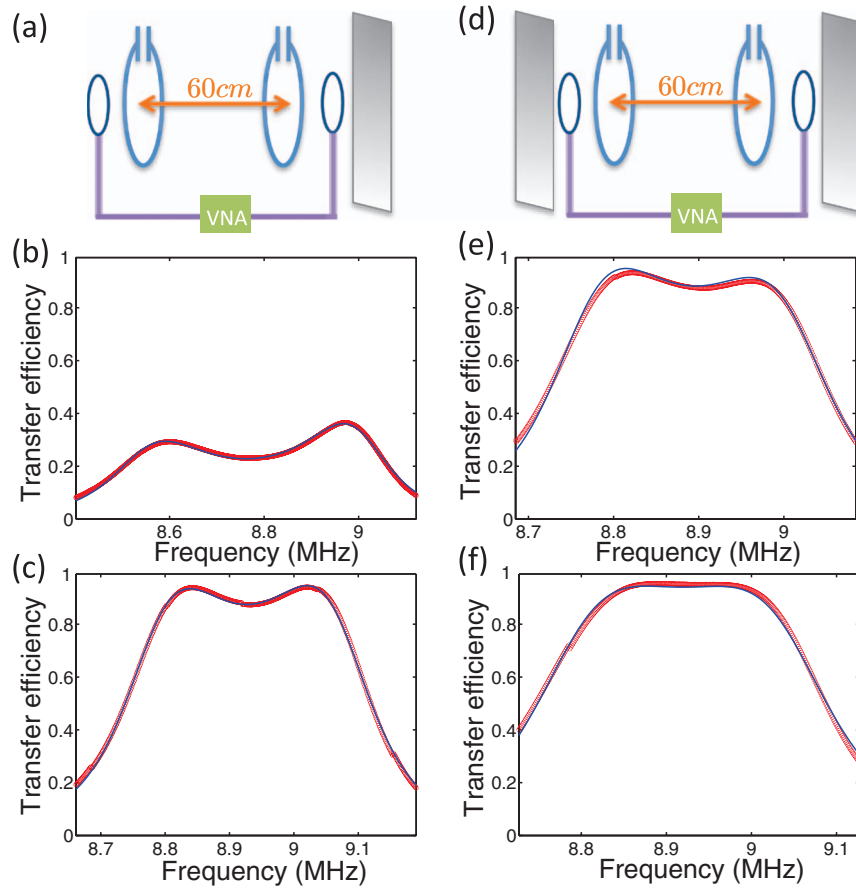 (a)
60cm
VNA
(d)
60cm
VNA
(b)
Transfer efficiency
1
0.8
0.6
0.4
0.2
0
8.6
8.8
9
Frequency (MHz)
(e)
Transfer efficiency
1
0.8
0.6
0.4
0.2
0
8.7
8.8
8.9
9
Frequency (MHz)
(c)
Transfer efficiency
1
0.8
0.6
0.4
0.2
0
8.7
8.8
8.9
9
9.1
Frequency (MHz)
(f)
Transfer efficiency
1
0.8
0.6
0.4
0.2
0
8.8
8.9
9
9.1
Frequency (MHz)